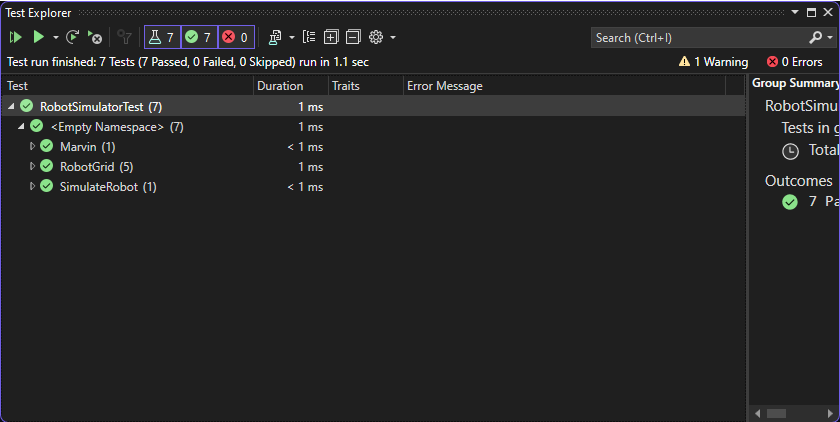 Test Explorer
7 7 0 Search (Ctrl+I)
Test run finished: 7 Tests (7 Passed, 0 Failed, 0 Skipped) run in 1.1 sec 1 Warning 0 Errors
Test Duration Traits Error Message Group Summary
RobotSimulatorTest (7) 1 ms RobotSimu
<Empty Namespace> (7) 1 ms Tests in g
Marvin (1) < 1 ms Total
RobotGrid (5) 1 ms
SimulateRobot (1) < 1 ms Outcomes
7 Pa